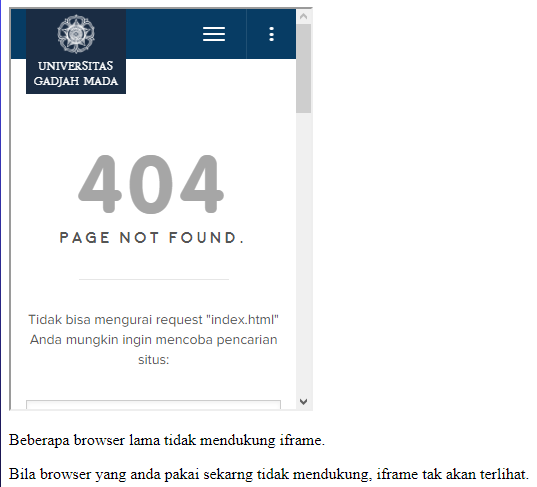 UNIVERSITAS
GADJAH MADA
404
PAGE NOT FOUND.
Tidak bisa mengurai request "index.html"
Anda mungkin ingin mencoba pencarian
situs:
Beberapa browser lama tidak mendukung iframe.
Bila browser yang anda pakai sekarng tidak mendukung, iframe tak akan terlihat.